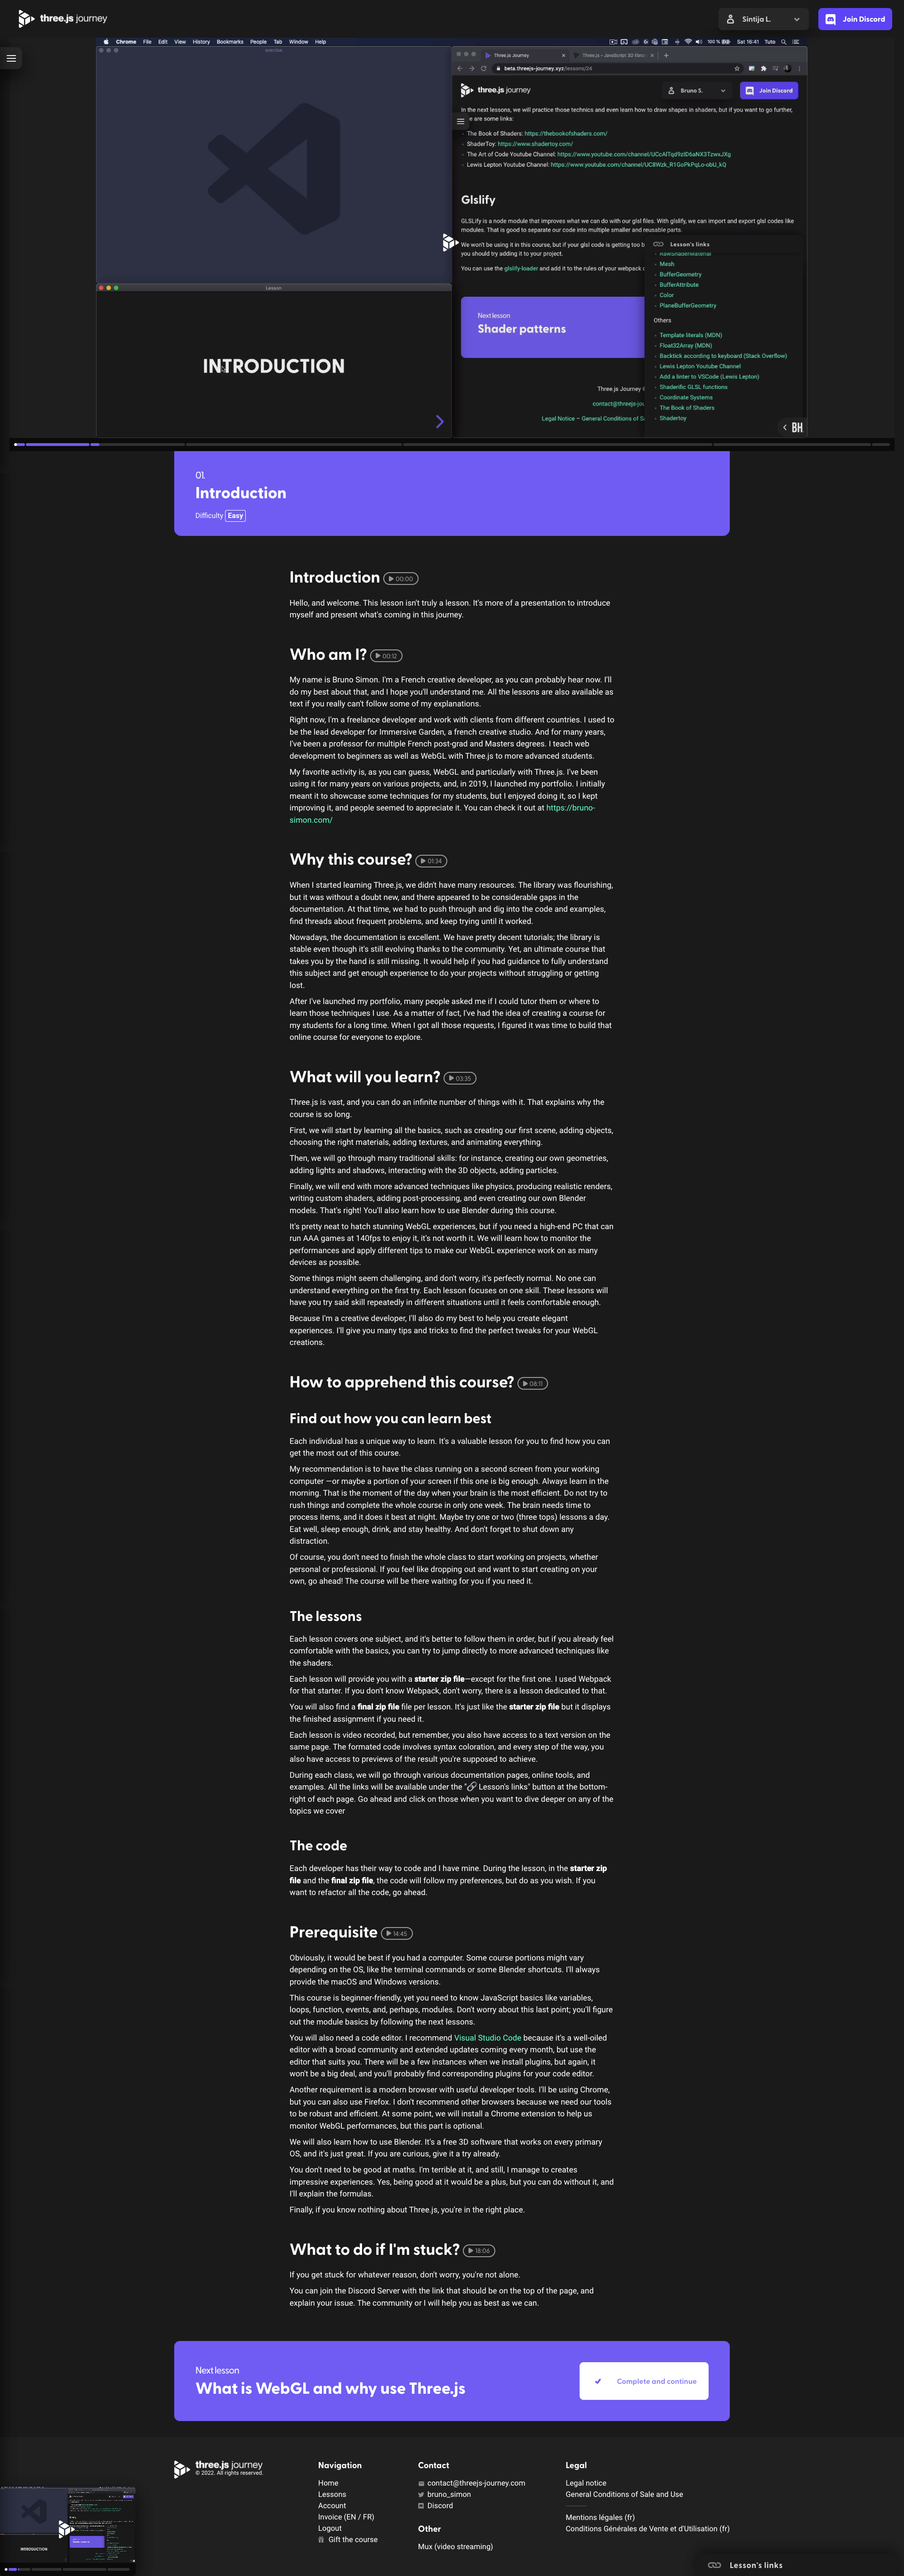 three.js journey
Sintija L.
Join Discord
Chrome File Edit View History Bookmarks People Tab Window Help
100 % Sat 16:41 Tuto
Three.js Journey
beta.threejs-journey.xyz/lessons/24
three.js journey
Bruno S.
Join Discord
In the next lessons, we will practice those technics and even learn how to draw shapes in shaders, but if you want to go further,
are some links:
The Book of Shaders: https://thebookofshaders.com/
ShaderToy: https://www.shadertoy.com/
The Art of Code Youtube Channel:
Lewis Lepton Youtube Channel:
Glslify
GLSLify is a node module that improves what we can do with our glsl files. With glslify, we can import and export glsl codes like
modules. That is good to separate our code into multiple smaller and reusable parts.
We won't be using it in this course, but if your glsl code is getting too b
you should try adding it to your project.
You can use the glslify-loader and add it to the rules of your webpack
Next lesson
Shader patterns
Three.js Journey
contact@threejs-jou
Legal Notice – General Conditions of S
Lesson's links
RawShaderMaterial
Mesh
BufferGeometry
BufferAttribute
Color
PlaneBufferGeometry
Others
Template literals (MDN)
Float32Array (MDN)
Backtick according to keyboard (Stack Overflow)
Lewis Lepton Youtube Channel
Add a linter to VSCode (Lewis Lepton)
Shaderific GLSL functions
Coordinate Systems
The Book of Shaders
Shadertoy
Lesson
INTRODUCTION
01.
Introduction
Difficulty Easy
Introduction 00:00
Hello, and welcome. This lesson isn't truly a lesson. It's more of a presentation to introduce
myself and present what's coming in this journey.
Who am I? 00:12
My name is Bruno Simon. I'm a French creative developer, as you can probably hear now. I'll
do my best about that, and I hope you'll understand me. All the lessons are also available as
text if you really can't follow some of my explanations.
Right now, I'm a freelance developer and work with clients from different countries. I used to
be the lead developer for Immersive Garden, a french creative studio. And for many years,
I've been a professor for multiple French post-grad and Masters degrees. I teach web
development to beginners as well as WebGL with Three.js to more advanced students.
My favorite activity is, as you can guess, WebGL and particularly with Three.js. I've been
using it for many years on various projects, and, in 2019, I launched my portfolio. I initially
meant it to showcase some techniques for my students, but I enjoyed doing it, so I kept
improving it, and people seemed to appreciate it. You can check it out at https://bruno-
simon.com/
Why this course? 01:34
When I started learning Three.js, we didn't have many resources. The library was flourishing,
but it was without a doubt new, and there appeared to be considerable gaps in the
documentation. At that time, we had to push through and dig into the code and examples,
find threads about frequent problems, and keep trying until it worked.
Nowadays, the documentation is excellent. We have pretty decent tutorials; the library is
stable even though it's still evolving thanks to the community. Yet, an ultimate course that
takes you by the hand is still missing. It would help if you had guidance to fully understand
this subject and get enough experience to do your projects without struggling or getting
lost.
After I've launched my portfolio, many people asked me if I could tutor them or where to
learn those techniques I use. As a matter of fact, I've had the idea of creating a course for
my students for a long time. When I got all those requests, I figured it was time to build that
online course for everyone to explore.
What will you learn? 03:35
Three.js is vast, and you can do an infinite number of things with it. That explains why the
course is so long.
First, we will start by learning all the basics, such as creating our first scene, adding objects,
choosing the right materials, adding textures, and animating everything.
Then, we will go through many traditional skills: for instance, creating our own geometries,
adding lights and shadows, interacting with the 3D objects, adding particles.
Finally, we will end with more advanced techniques like physics, producing realistic renders,
writing custom shaders, adding post-processing, and even creating our own Blender
models. That's right! You'll also learn how to use Blender during this course.
It's pretty neat to hatch stunning WebGL experiences, but if you need a high-end PC that can
run AAA games at 140fps to enjoy it, it's not worth it. We will learn how to monitor the
performances and apply different tips to make our WebGL experience work on as many
devices as possible.
Some things might seem challenging, and don't worry, it's perfectly normal. No one can
understand everything on the first try. Each lesson focuses on one skill. These lessons will
have you try said skill repeatedly in different situations until it feels comfortable enough.
Because I'm a creative developer, I'll also do my best to help you create elegant
experiences. I'll give you many tips and tricks to find the perfect tweaks for your WebGL
creations.
How to apprehend this course? 08:11
Find out how you can learn best
Each individual has a unique way to learn. It's a valuable lesson for you to find how you can
get the most out of this course.
My recommendation is to have the class running on a second screen from your working
computer —or maybe a portion of your screen if this one is big enough. Always learn in the
morning. That is the moment of the day when your brain is the most efficient. Do not try to
rush things and complete the whole course in only one week. The brain needs time to
process items, and it does it best at night. Maybe try one or two (three tops) lessons a day.
Eat well, sleep enough, drink, and stay healthy. And don't forget to shut down any
distraction.
Of course, you don't need to finish the whole class to start working on projects, whether
personal or professional. If you feel like dropping out and want to start creating on your
own, go ahead! The course will be there waiting for you if you need it.
The lessons
Each lesson covers one subject, and it's better to follow them in order, but if you already feel
comfortable with the basics, you can try to jump directly to more advanced techniques like
the shaders.
Each lesson will provide you with a starter zip file—except for the first one. I used Webpack
for that starter. If you don't know Webpack, don't worry, there is a lesson dedicated to that.
You will also find a final zip file file per lesson. It's just like the starter zip file but it displays
the finished assignment if you need it.
Each lesson is video recorded, but remember, you also have access to a text version on the
same page. The formated code involves syntax coloration, and every step of the way, you
also have access to previews of the result you're supposed to achieve.
During each class, we will go through various documentation pages, online tools, and
examples. All the links will be available under the "🔗 Lesson's links" button at the bottom-
right of each page. Go ahead and click on those when you want to dive deeper on any of the
topics we cover
The code
Each developer has their way to code and I have mine. During the lesson, in the starter zip
file and the final zip file, the code will follow my preferences, but do as you wish. If you
want to refactor all the code, go ahead.
Prerequisite 14:45
Obviously, it would be best if you had a computer. Some course portions might vary
depending on the OS, like the terminal commands or some Blender shortcuts. I'll always
provide the macOS and Windows versions.
This course is beginner-friendly, yet you need to know JavaScript basics like variables,
loops, function, events, and, perhaps, modules. Don't worry about this last point; you'll figure
out the module basics by following the next lessons.
You will also need a code editor. I recommend Visual Studio Code because it's a well-oiled
editor with a broad community and extended updates coming every month, but use the
editor that suits you. There will be a few instances when we install plugins, but again, it
won't be a big deal, and you'll probably find corresponding plugins for your code editor.
Another requirement is a modern browser with useful developer tools. I'll be using Chrome,
but you can also use Firefox. I don't recommend other browsers because we need our tools
to be robust and efficient. At some point, we will install a Chrome extension to help us
monitor WebGL performances, but this part is optional.
We will also learn how to use Blender. It's a free 3D software that works on every primary
OS, and it's just great. If you are curious, give it a try already.
You don't need to be good at maths. I'm terrible at it, and still, I manage to creates
impressive experiences. Yes, being good at it would be a plus, but you can do without it, and
I'll explain the formulas.
Finally, if you know nothing about Three.js, you're in the right place.
What to do if I'm stuck? 18:06
If you get stuck for whatever reason, don't worry, you're not alone.
You can join the Discord Server with the link that should be on the top of the page, and
explain your issue. The community or I will help you as best as we can.
Next lesson
What is WebGL and why use Three.js
Complete and continue
three.js journey
© 2022. All rights reserved.
Navigation
Home
Lessons
Account
Invoice (EN / FR)
Logout
Gift the course
Contact
contact@threejs-journey.com
bruno_simon
Discord
Other
Mux (video streaming)
Legal
Legal notice
General Conditions of Sale and Use
Mentions légales (fr)
Conditions Générales de Vente et d'Utilisation (fr)
INTRODUCTION
Lesson's links